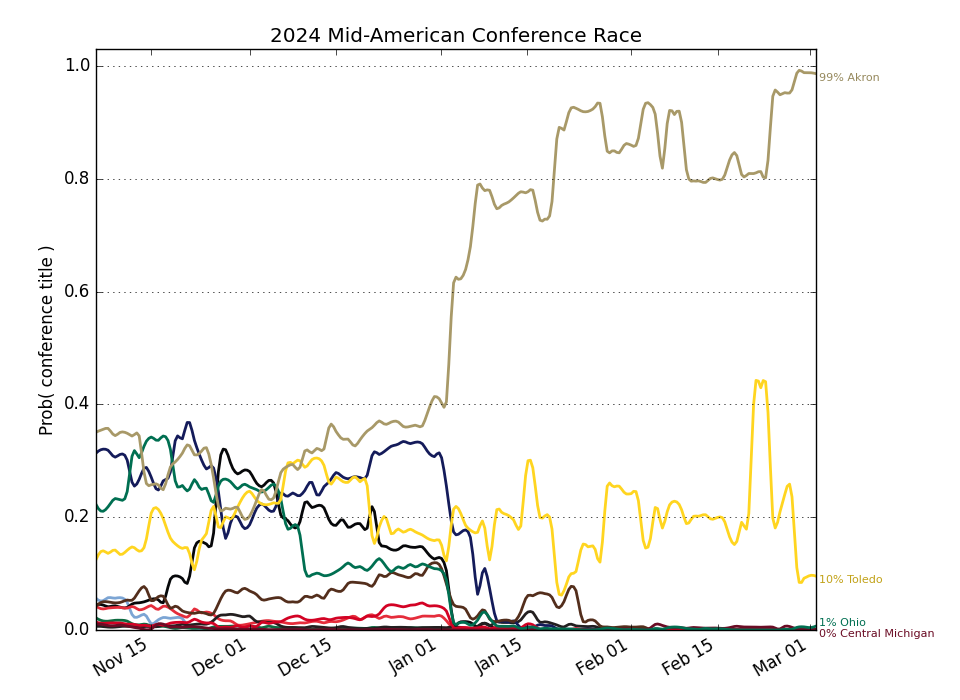 2024 Mid-American Conference Race
Prob( conference title )
1.0
0.8
0.6
0.4
0.2
0.0
99% Akron
10% Toledo
1% Ohio
0% Central Michigan
Nov 15
Dec 01
Dec 15
Jan 01
Jan 15
Feb 01
Feb 15
Mar 01